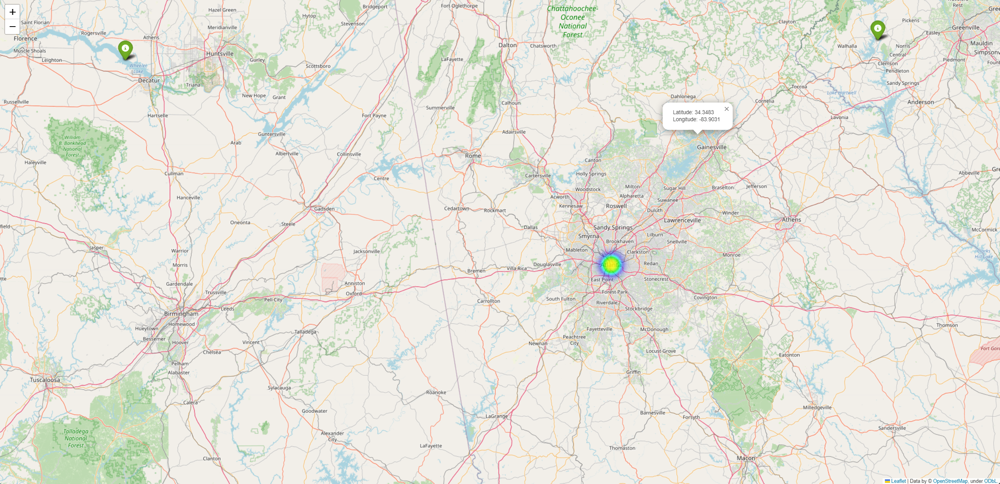 +
−
Bridgeport
Fort Oglethorpe
Hazel Green
Chattahoochee-
Oconee
National
Forest
Rest
Hytop
Saint Florian
Stevenson
Clayton
Pickens
Meridianville
Greenville
Rogersville
Easley
Athens
Florence
Mauldin
Dalton
Chatsworth
Walhalla
Norris
Muscle Shoals
Huntsville
Central
Leighton
Gurley
LaFayette
Piedmont
Wheeler
Lake
Scottsboro
Clemson
Pendleton
Decatur
Triana
Sandy Springs
Toccoa
Lake Hartwell
New Hope
Grant
Dahlonega
Russellville
Calhoun
Cornelia
Anderson
Summerville
Latitude: 34.3483
Longitude: -83.9031
×
Hartselle
Fort Payne
Lavonia
Adairsville
Guntersville
William
B. Bankhead
National
Forest
Arab
Gainesville
Albertville
Collinsville
Rome
Haleyville
Canton
Cullman
Holly Springs
Abbeville
Centre
Cartersville
Milton
Sugar Hill
Braselton
Jefferson
Woodstock
Hanceville
Acworth
Alpharetta
Suwanee
Kennesaw
Roswell
Gadsden
Cedartown
Rockmart
Duluth
Winder
Oneonta
Steele
Lawrenceville
Athens
field
Dallas
Sandy Springs
McCormick
Smyrna
Lilburn
Brookhaven
Snellville
Jasper
Warrior
Jacksonville
Mableton
Clarkston
Monroe
Clarks
Hill Lake
Morris
Douglasville
Atlanta
Redan
Bremen
Villa Rica
East Point
Stonecrest
Gardendale
Anniston
Trussville
Oxford
Forest Park
Pell City
Carrollton
South Fulton
Riverdale
Covington
Leeds
Stockbridge
Birmingham
Homewood
Thomson
Hueytown
Talladega
Fayetteville
McDonough
Bessemer
Hoover
Vincent
Peachtree
City
Newnan
Fort Gor
Chelsea
Locust Grove
Eatonton
Pelham
Alabaster
Griffin
Tuscaloosa
Sylacauga
Roanoke
Calera
Goodwater
LaGrange
Barnesville
Forsyth
Milledgeville
Talladega
National
Forest
Alexander
City
Sandersville
LaFayette
Thomaston
Clanton
Macon
Leaflet | Data by © OpenStreetMap, under ODbL.